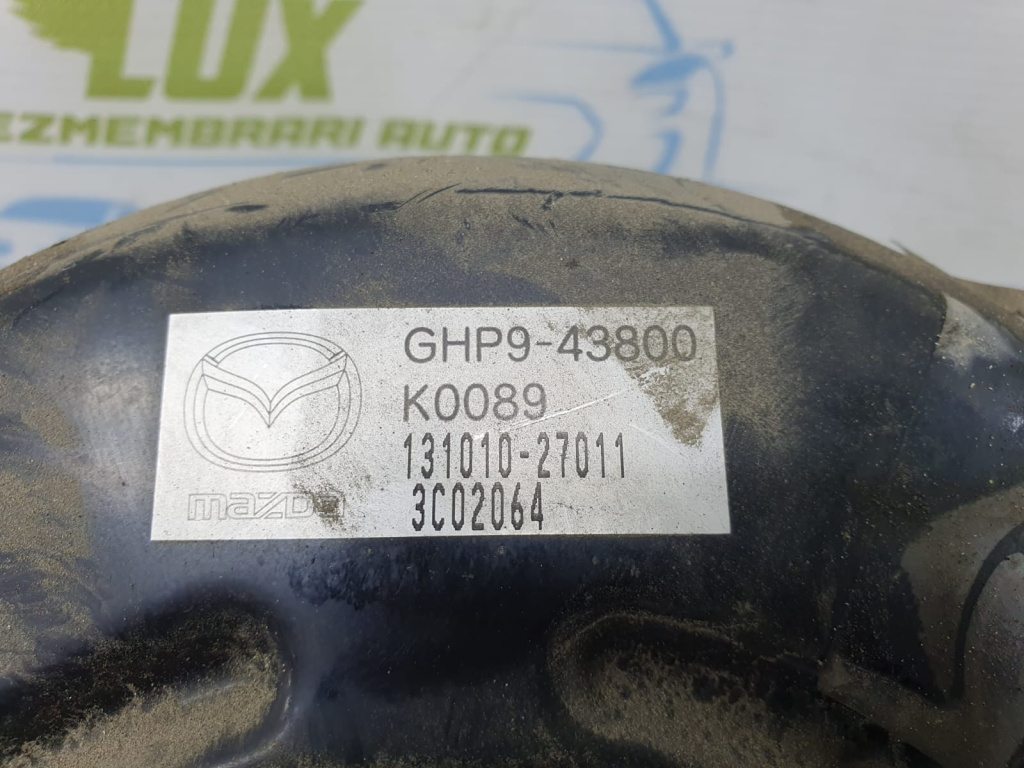 LUX
EZMEMBRARI AUTO
GHP9-43800
K0089
131010-27011
3C02064
mazda